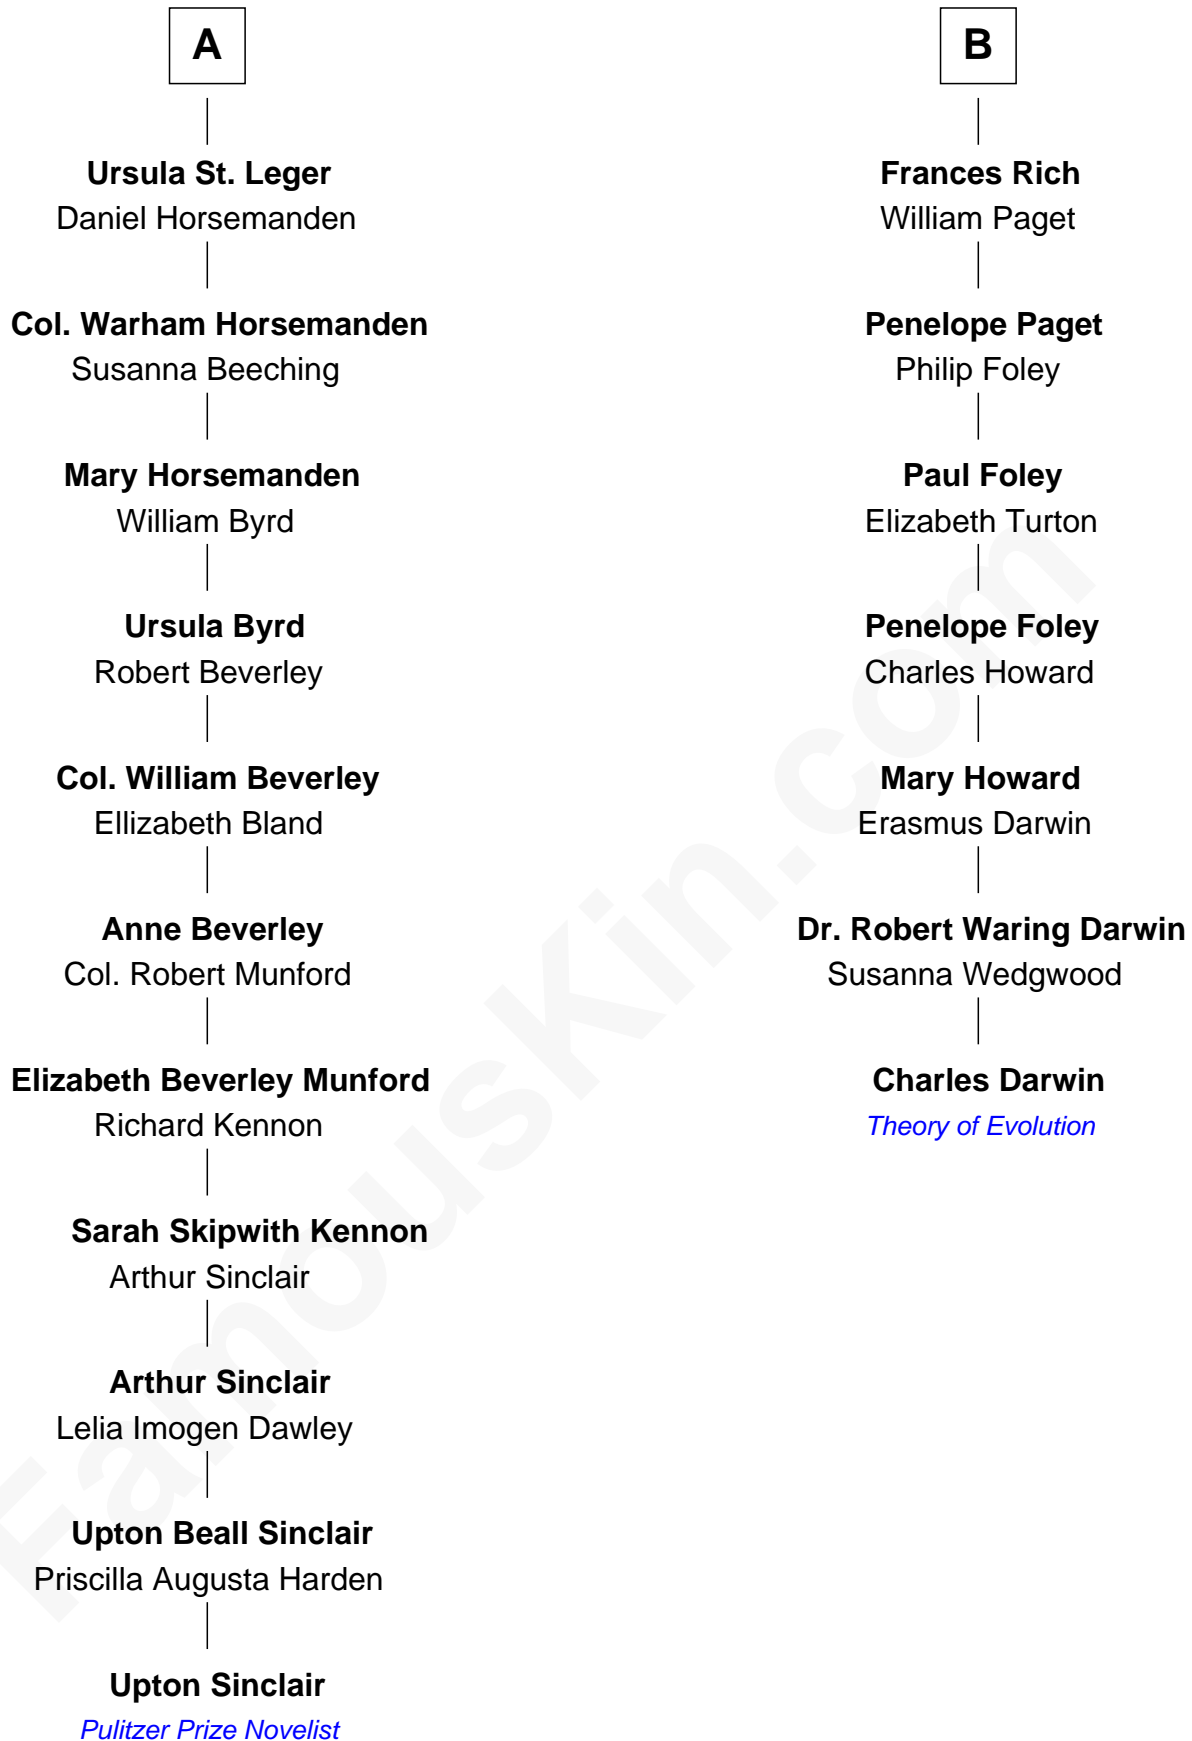 A
Ursula St. Leger
Daniel Horsemanden
Col. Warham Horsemanden
Susanna Beeching
Mary Horsemanden
William Byrd
Ursula Byrd
Robert Beverley
Col. William Beverley
Ellizabeth Bland
Anne Beverley
Col. Robert Munford
Elizabeth Beverley Munford
Richard Kennon
Sarah Skipwith Kennon
Arthur Sinclair
Arthur Sinclair
Lelia Imogen Dawley
Upton Beall Sinclair
Priscilla Augusta Harden
Upton Sinclair
Pulitzer Prize Novelist
B
Frances Rich
William Paget
Penelope Paget
Philip Foley
Paul Foley
Elizabeth Turton
Penelope Foley
Charles Howard
Mary Howard
Erasmus Darwin
Dr. Robert Waring Darwin
Susanna Wedgwood
Charles Darwin
Theory of Evolution
FamousKin.com